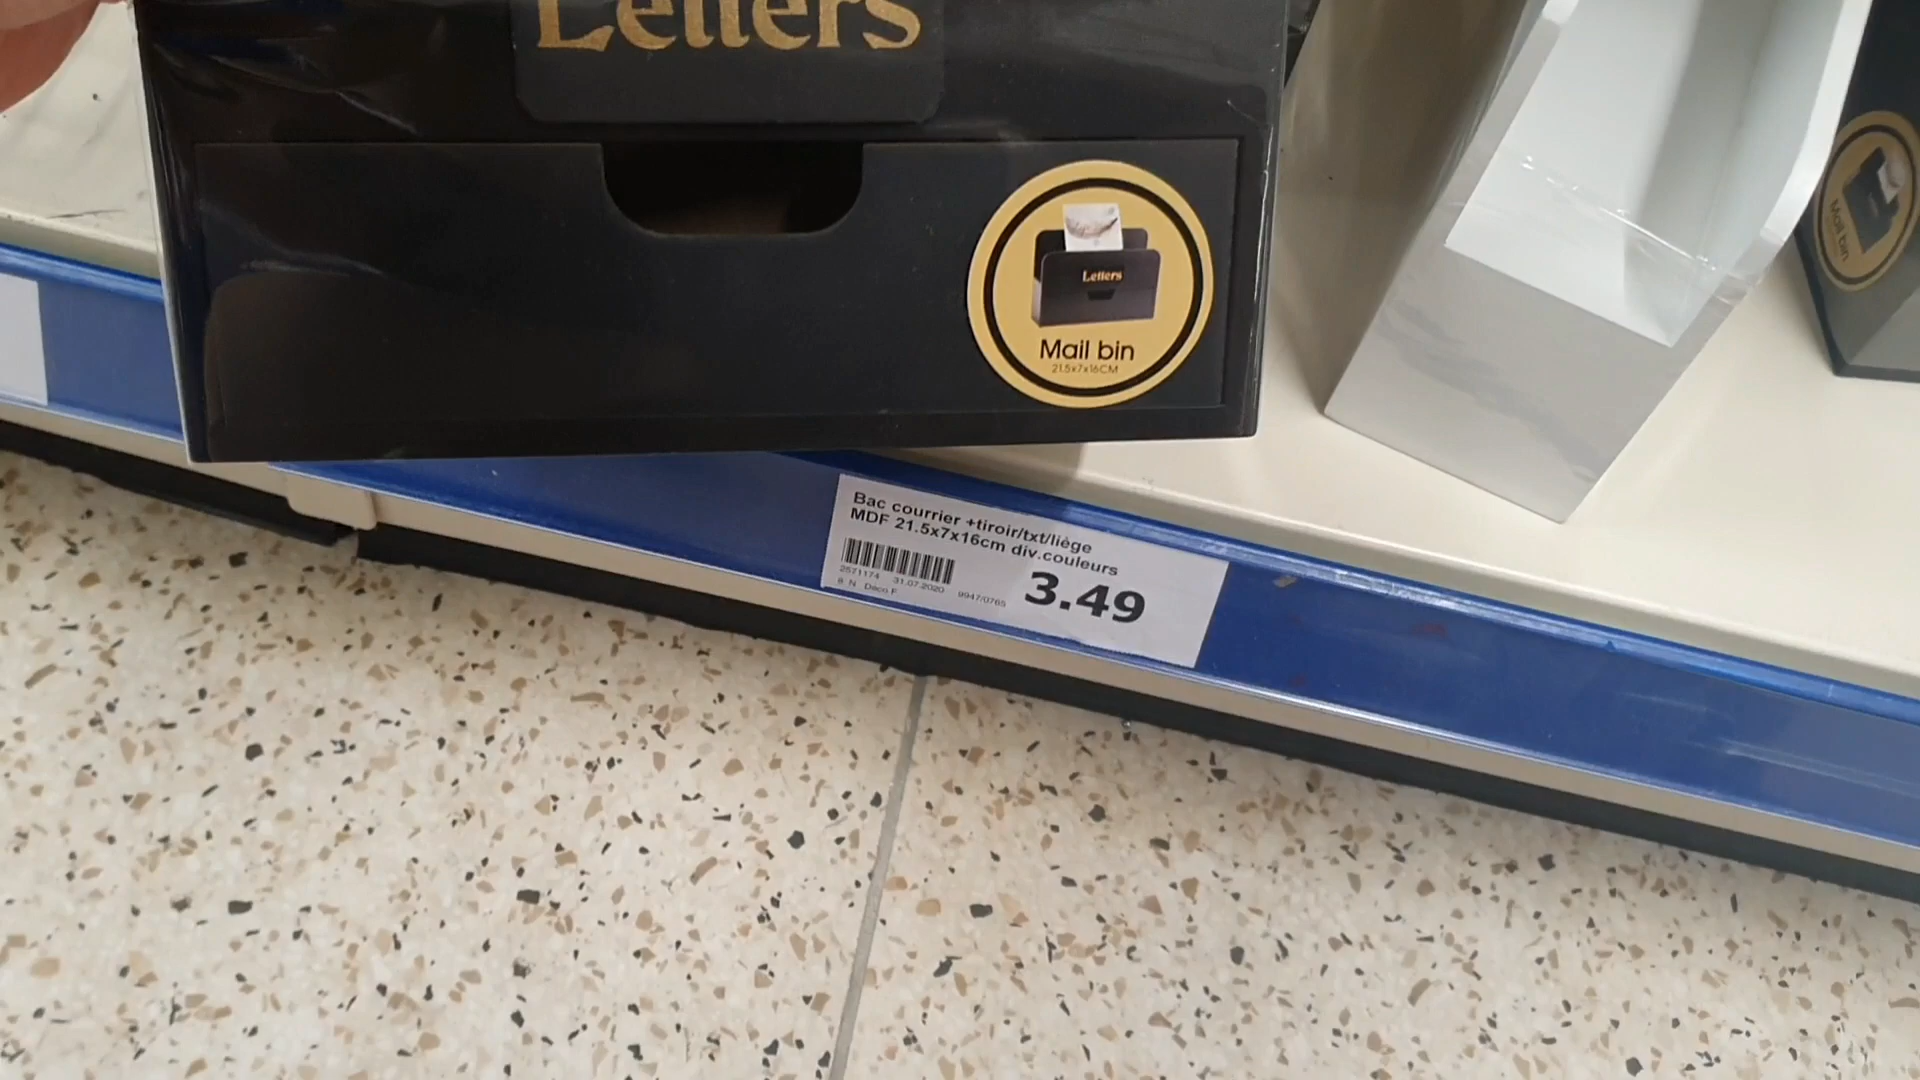 Letters
Letters
Mail bin
21.5x7x16CM
Mail bin
Bac courrier +tiroir/txt/liège
MDF 21.5x7x16cm div.couleurs
2571174 31.07.2020 9947/0765
8 N Déco F
3.49